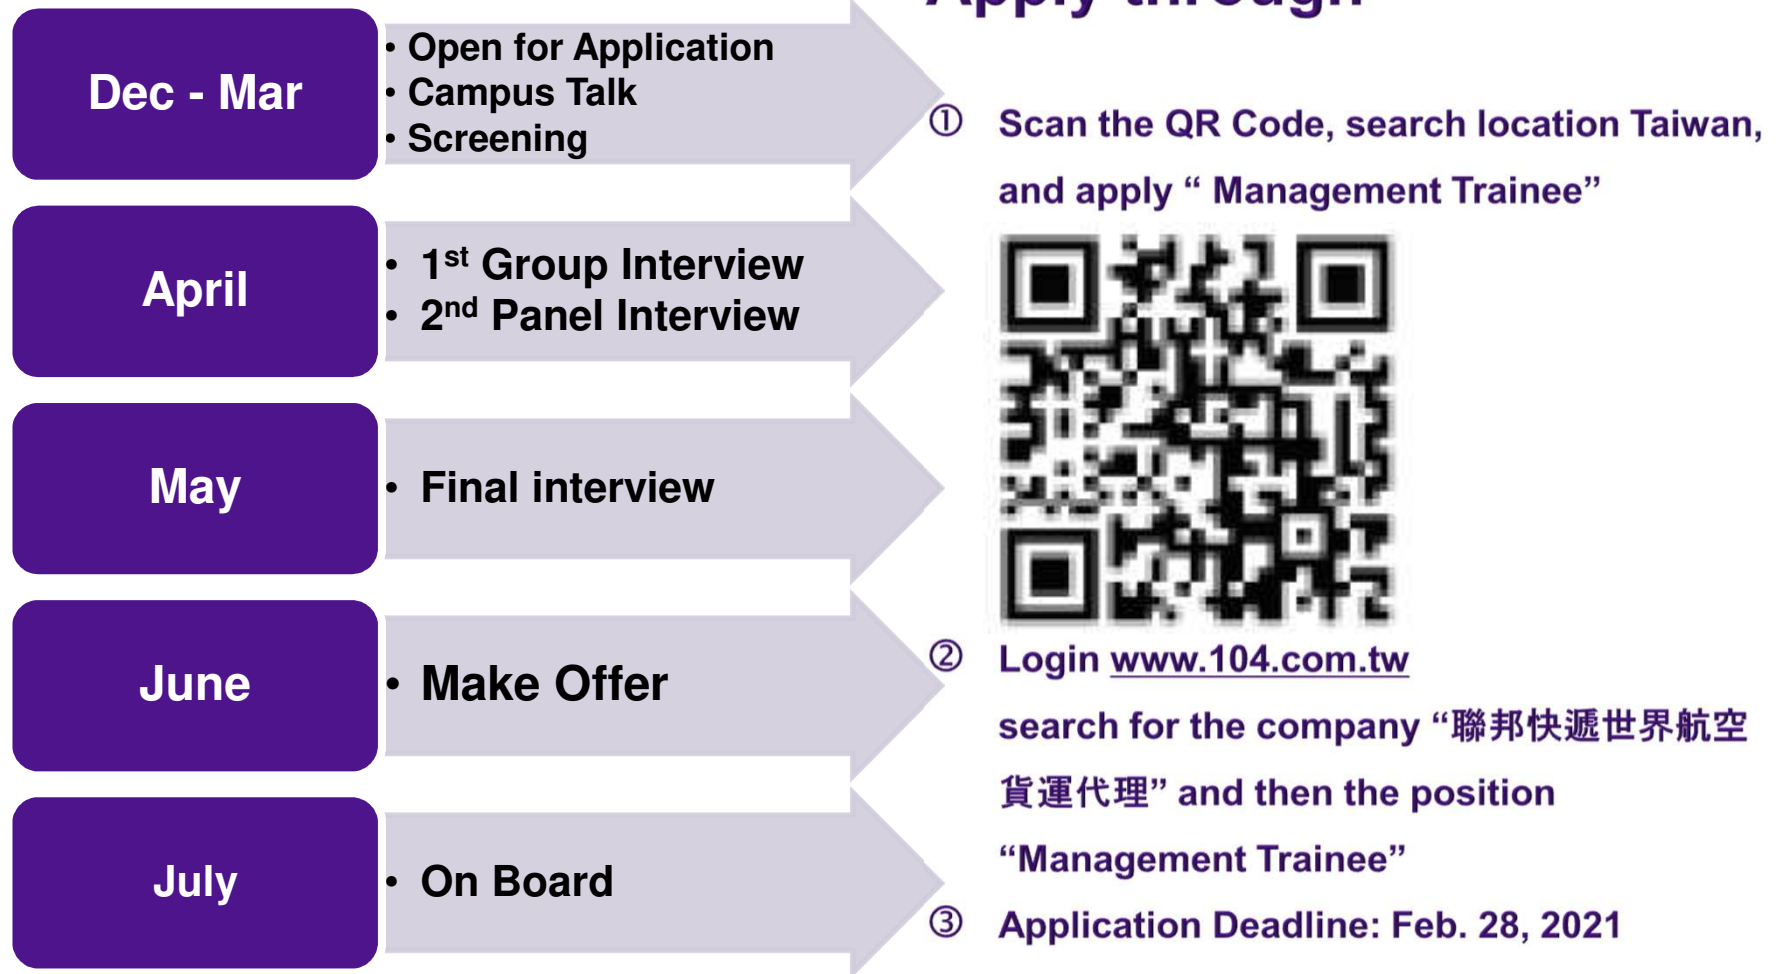 Dec - Mar
• Open for Application
• Campus Talk
• Screening
April
• 1st Group Interview
• 2nd Panel Interview
May
• Final interview
June
• Make Offer
July
• On Board
Apply through
① Scan the QR Code, search location Taiwan,
and apply “ Management Trainee”
② Login www.104.com.tw
search for the company “聯邦快遞世界航空
貨運代理” and then the position
“Management Trainee”
③ Application Deadline: Feb. 28, 2021